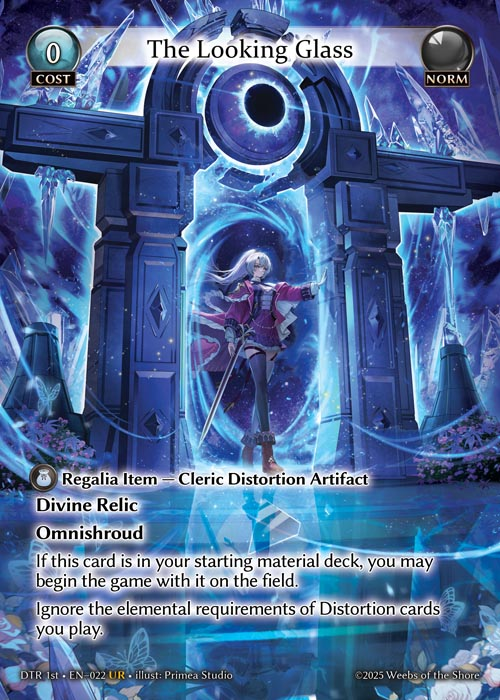 0
COST
The Looking Glass
NORM
Regalia Item — Cleric Distortion Artifact
Divine Relic
Omnishroud
If this card is in your starting material deck, you may
begin the game with it on the field.
Ignore the elemental requirements of Distortion cards
you play.
DTR 1st • EN–022 UR • illust: Primea Studio
©2025 Weebs of the Shore